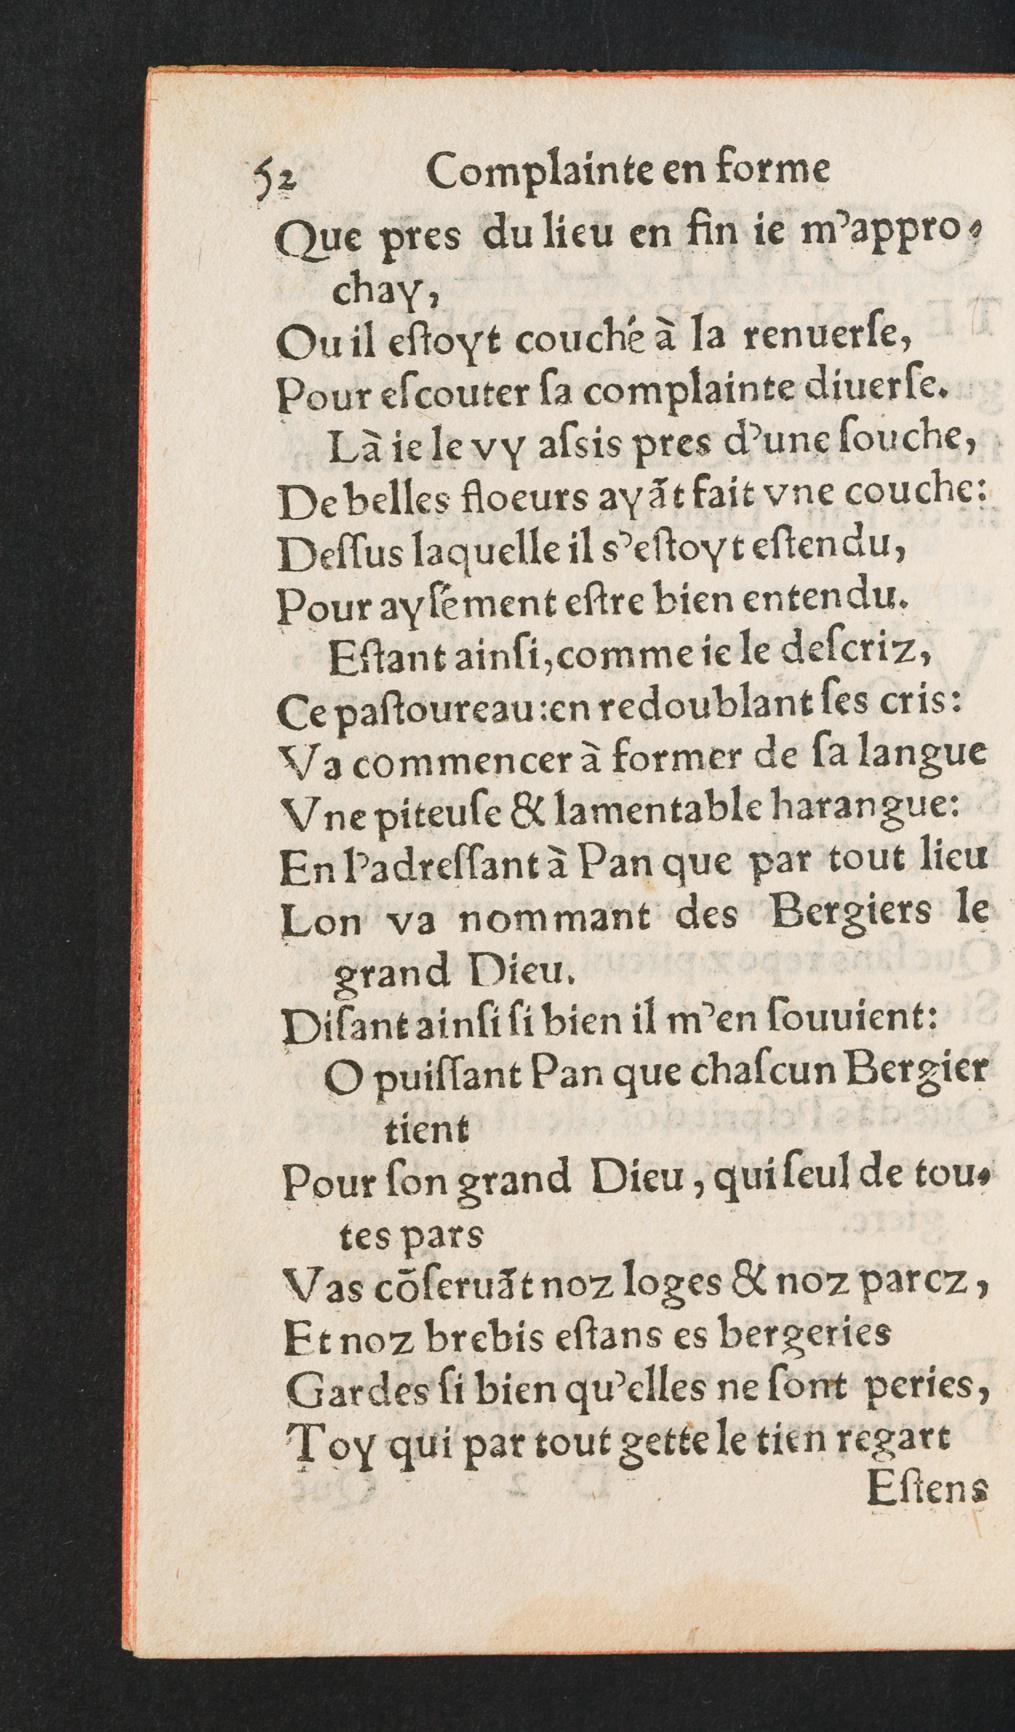 52 Complainte en forme
Que pres du lieu en fin ie m'appro-
chay,
Ou il eſtoyt couché à la renuerſe,
Pour eſcouter ſa complainte diuerſe.
Là ie le vy aſsis pres d'une ſouche,
De belles floeurs ayãt fait vne couche:
Deſſus laquelle il s'eſtoyt eſtendu,
Pour ayſément eſtre bien entendu.
Eſtant ainſi, comme ie le deſcriz,
Ce paſtoureau: en redoublant ſes cris:
Va commencer à former de ſa langue
Vne piteuſe & lamentable harangue:
En l'adreſſant à Pan que par tout lieu
Lon va nommant des Bergiers le
grand Dieu.
Diſant ainſi ſi bien il m'en ſouuient:
O puiſſant Pan que chaſcun Bergier
tient
Pour ſon grand Dieu, qui ſeul de tou-
tes pars
Vas cõſeruãt noz loges & noz parcz,
Et noz brebis eſtans es bergeries
Gardes ſi bien qu'elles ne ſont peries,
Toy qui par tout gette le tien regart
Eſtens